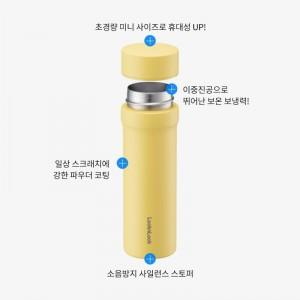 초경량 미니 사이즈로 휴대성 UP!
이중진공으로
뛰어난 보온 보냉력!
일상 스크래치에
강한 파우더 코팅
LocknLock
소음방지 사일런스 스토퍼